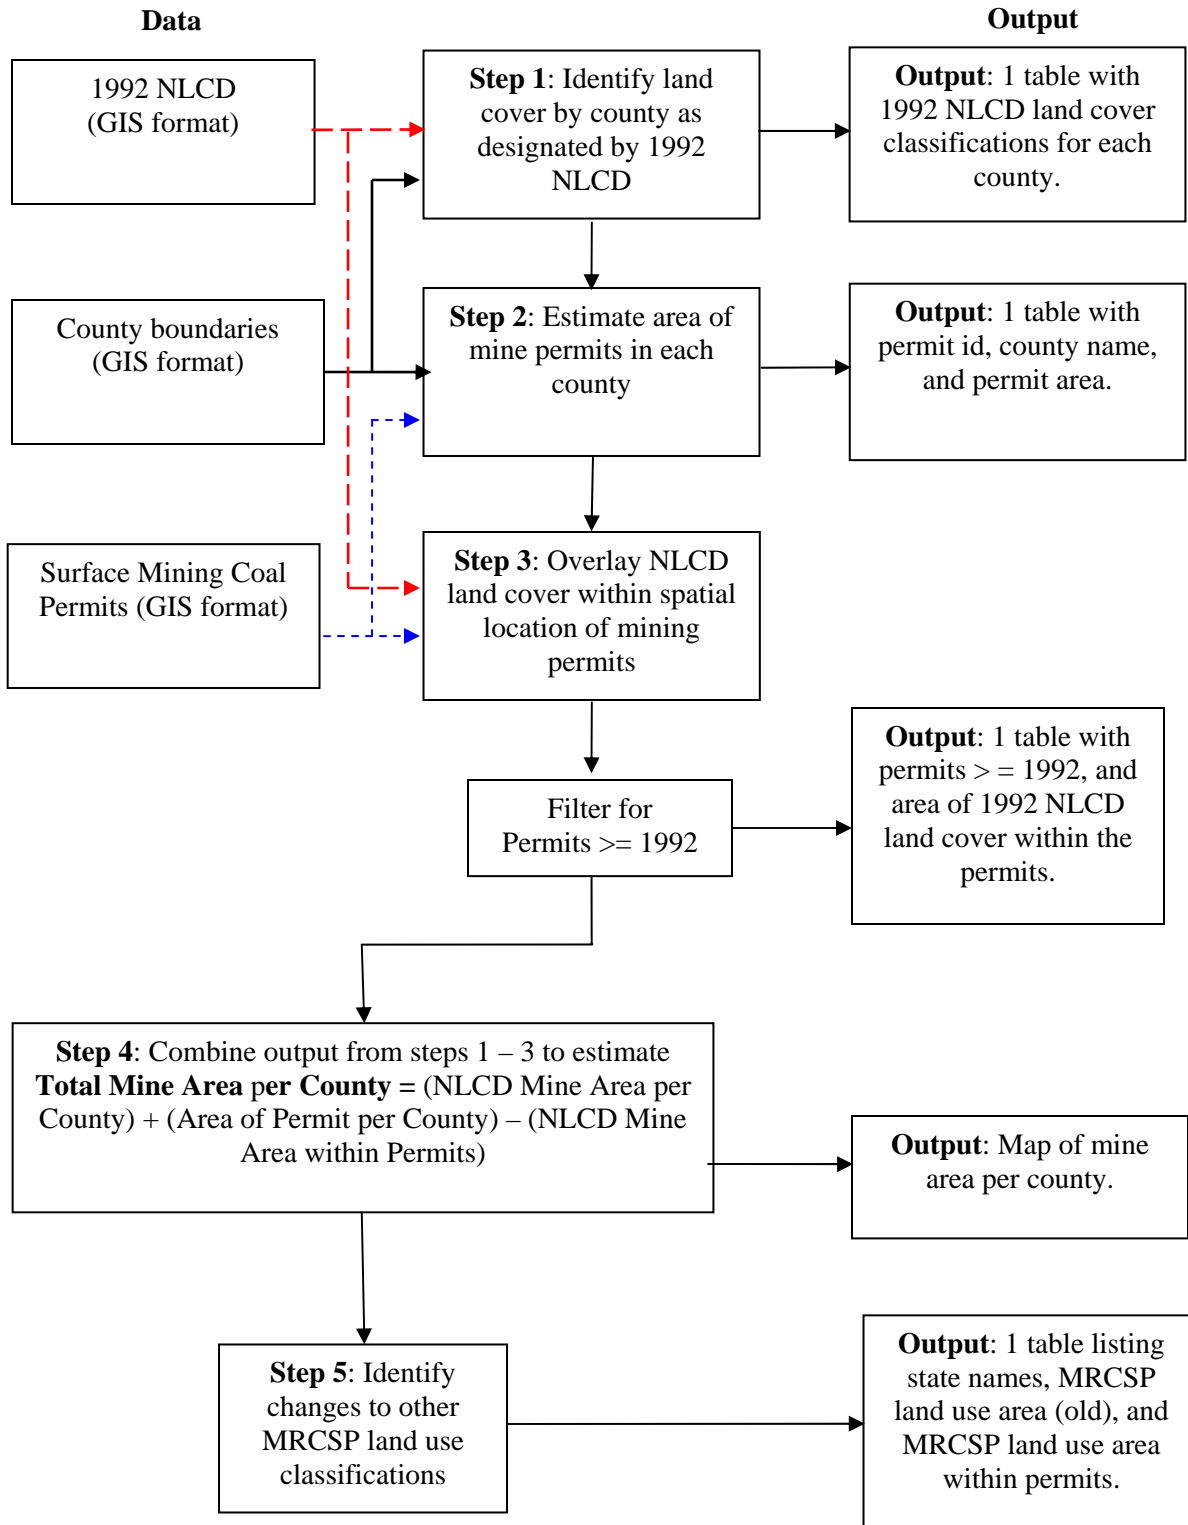 Data
Output
1992 NLCD
(GIS format)
Step 1: Identify land
cover by county as
designated by 1992
NLCD
Output: 1 table with
1992 NLCD land cover
classifications for each
county.
County boundaries
(GIS format)
Step 2: Estimate area of
mine permits in each
county
Output: 1 table with
permit id, county name,
and permit area.
Surface Mining Coal
Permits (GIS format)
Step 3: Overlay NLCD
land cover within spatial
location of mining
permits
Filter for
Permits >= 1992
Output: 1 table with
permits > = 1992, and
area of 1992 NLCD
land cover within the
permits.
Step 4: Combine output from steps 1 – 3 to estimate
Total Mine Area per County = (NLCD Mine Area per
County) + (Area of Permit per County) – (NLCD Mine
Area within Permits)
Output: Map of mine
area per county.
Step 5: Identify
changes to other
MRCSP land use
classifications
Output: 1 table listing
state names, MRCSP
land use area (old), and
MRCSP land use area
within permits.